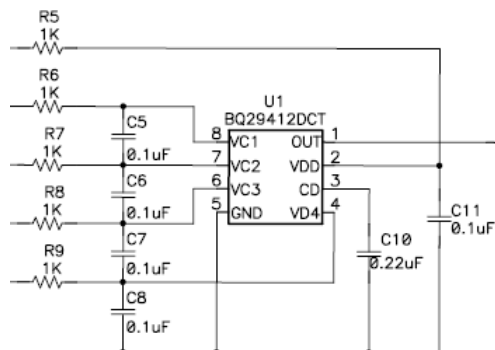 R5
1K
R6
1K
U1
BQ29412DCT
C5
0.1uF
8 VC1 OUT 1
R7
1K
7 VC2 VDD 2
C6
0.1uF
6 VC3 CD 3
R8
1K
5 GND VD4 4
C11
0.1uF
C7
0.1uF
C10
0.22uF
R9
1K
C8
0.1uF